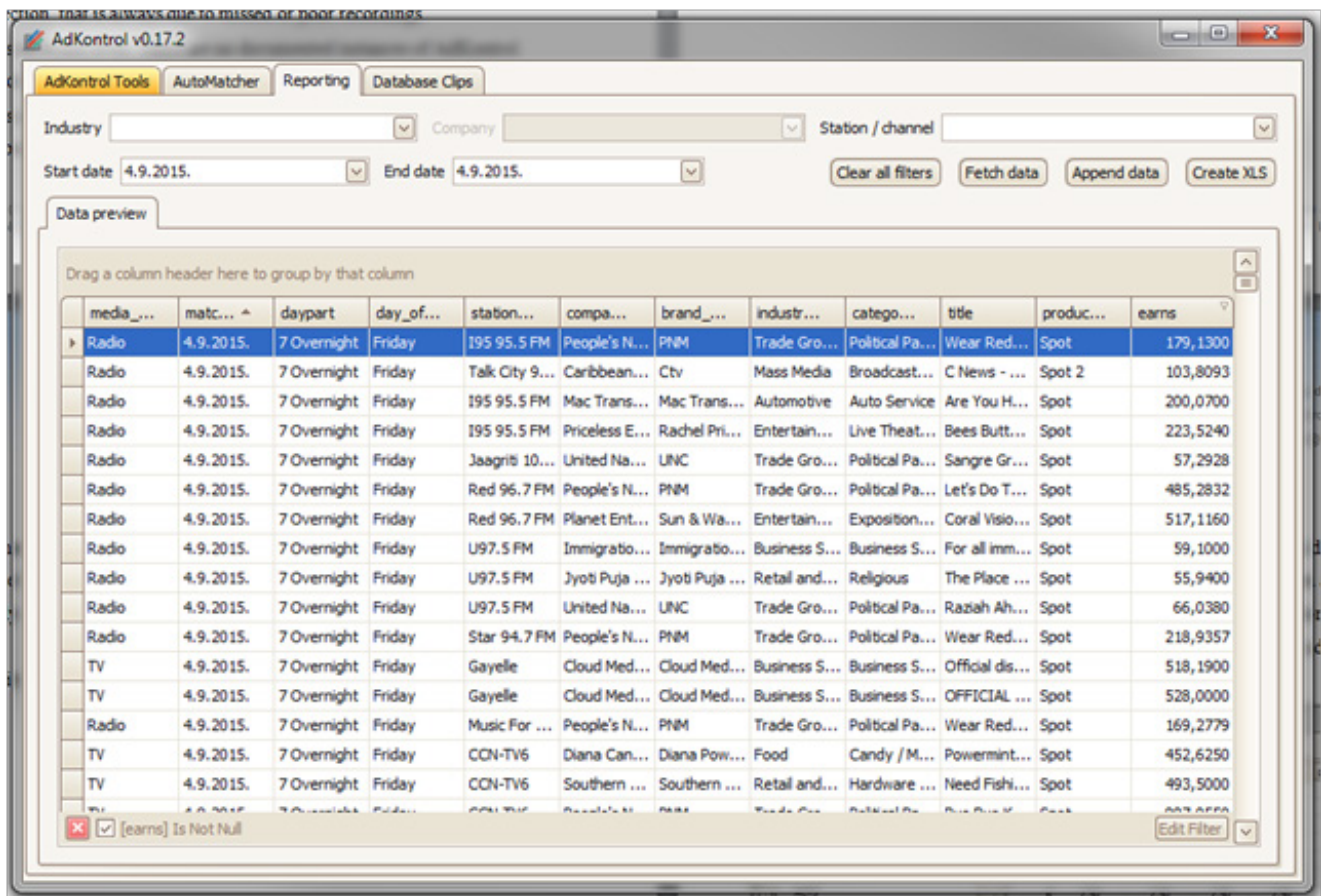 ction, that is always due to missed or poor recordings
AdKontrol v0.17.2
AdKontrol Tools AutoMatcher Reporting Database Clips
Industry Company Station / channel
Start date 4.9.2015. End date 4.9.2015. Clear all filters Fetch data Append data Create XLS
Data preview
Drag a column header here to group by that column
media_... matc... daypart day_of... station... compa... brand_... industr... catego... title produc... earns
Radio 4.9.2015. 7 Overnight Friday I95 95.5 FM People's N... PNM Trade Gro... Political Pa... Wear Red... Spot 179,1300
Radio 4.9.2015. 7 Overnight Friday Talk City 9... Caribbean... Ctv Mass Media Broadcast... C News - ... Spot 2 103,8093
Radio 4.9.2015. 7 Overnight Friday I95 95.5 FM Mac Trans... Mac Trans... Automotive Auto Service Are You H... Spot 200,0700
Radio 4.9.2015. 7 Overnight Friday I95 95.5 FM Priceless E... Rachel Pri... Entertain... Live Theat... Bees Butt... Spot 223,5240
Radio 4.9.2015. 7 Overnight Friday Jaagriti 10... United Na... UNC Trade Gro... Political Pa... Sangre Gr... Spot 57,2928
Radio 4.9.2015. 7 Overnight Friday Red 96.7 FM People's N... PNM Trade Gro... Political Pa... Let's Do T... Spot 485,2832
Radio 4.9.2015. 7 Overnight Friday Red 96.7 FM Planet Ent... Sun & Wa... Entertain... Exposition... Coral Visio... Spot 517,1160
Radio 4.9.2015. 7 Overnight Friday U97.5 FM Immigratio... Immigratio... Business S... Business S... For all imm... Spot 59,1000
Radio 4.9.2015. 7 Overnight Friday U97.5 FM Jyoti Puja ... Jyoti Puja ... Retail and... Religious The Place ... Spot 55,9400
Radio 4.9.2015. 7 Overnight Friday U97.5 FM United Na... UNC Trade Gro... Political Pa... Raziah Ah... Spot 66,0380
Radio 4.9.2015. 7 Overnight Friday Star 94.7 FM People's N... PNM Trade Gro... Political Pa... Wear Red... Spot 218,9357
TV 4.9.2015. 7 Overnight Friday Gayelle Cloud Med... Cloud Med... Business S... Business S... Official dis... Spot 518,1900
TV 4.9.2015. 7 Overnight Friday Gayelle Cloud Med... Cloud Med... Business S... Business S... OFFICIAL ... Spot 528,0000
Radio 4.9.2015. 7 Overnight Friday Music For ... People's N... PNM Trade Gro... Political Pa... Wear Red... Spot 169,2779
TV 4.9.2015. 7 Overnight Friday CCN-TV6 Diana Can... Diana Pow... Food Candy / M... Powermint... Spot 452,6250
TV 4.9.2015. 7 Overnight Friday CCN-TV6 Southern ... Southern ... Retail and... Hardware ... Need Fishi... Spot 493,5000
[earns] Is Not Null Edit Filter